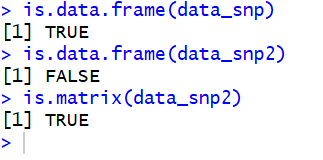 > is.data.frame(data_snp)
[1] TRUE
> is.data.frame(data_snp2)
[1] FALSE
> is.matrix(data_snp2)
[1] TRUE
>